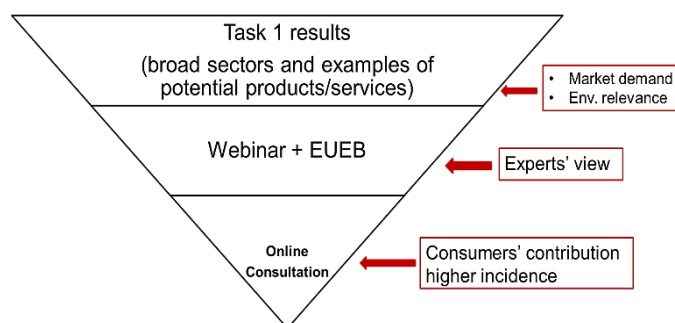 Task 1 results
(broad sectors and examples of
potential products/services)
• Market demand
• Env. relevance
Webinar + EUEB
Experts' view
Online
Consultation
Consumers' contribution
higher incidence